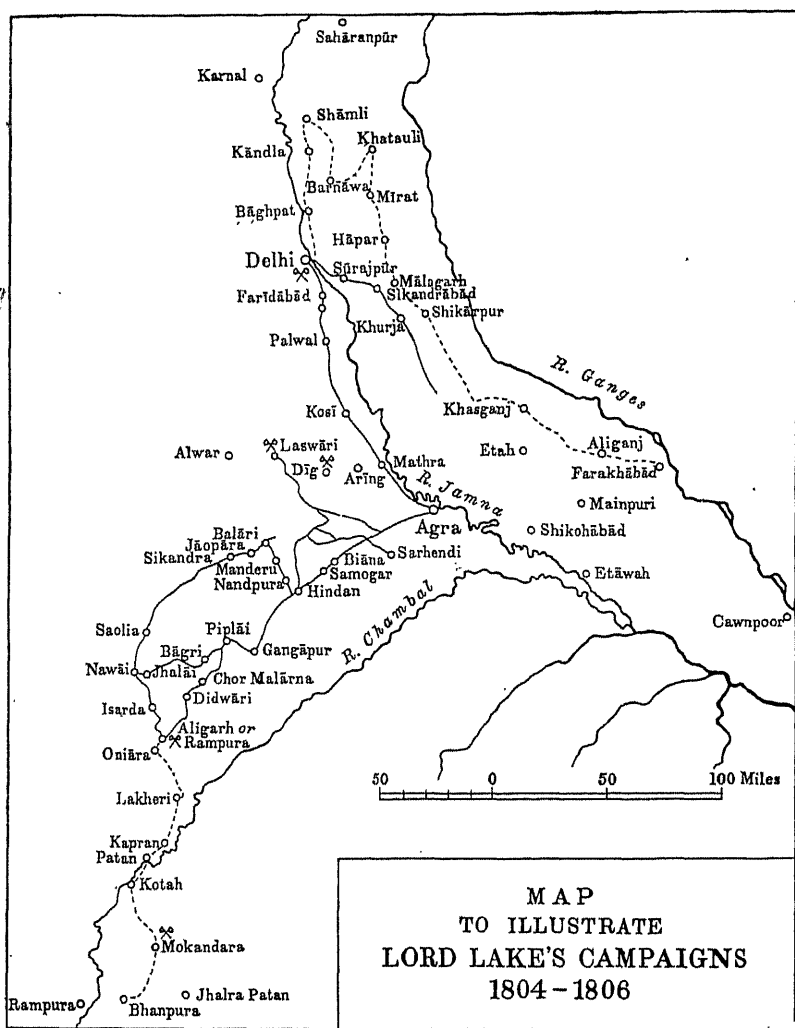 Sahāranpūr
Karnal
Shāmli
Khatauli
Kāndla
Barnāwa
Mīrat
Bāghpat
Hāpar
Delhi
Sūrajpūr
Mālagarh
Sikandrābād
Farīdābād
Shikārpur
Khurja
Palwal
R. Ganges
Kosī
Khasganj
Alwar
Laswāri
Etah
Aliganj
Dīg
Arīng
Mathra
Farakhābād
R. Jamna
Mainpuri
Agra
Shikohābād
Balāri
Jāopāra
Sikandra
Manderu
Nandpura
Biāna
Sarhendi
Samogar
Hindan
Etāwah
R. Chambal
Cawnpoor
Saolia
Piplāi
Bāgri
Gangāpur
Nawāi
Jhalāi
Chor Malārna
Isarda
Didwāri
Aligarh or
Rampura
Oniāra
50 0 50 100 Miles
Lakheri
Kapran
Patan
Kotah
Mokandara
Rampura
Bhanpura
Jhalra Patan
MAP
TO ILLUSTRATE
LORD LAKE'S CAMPAIGNS
1804–1806